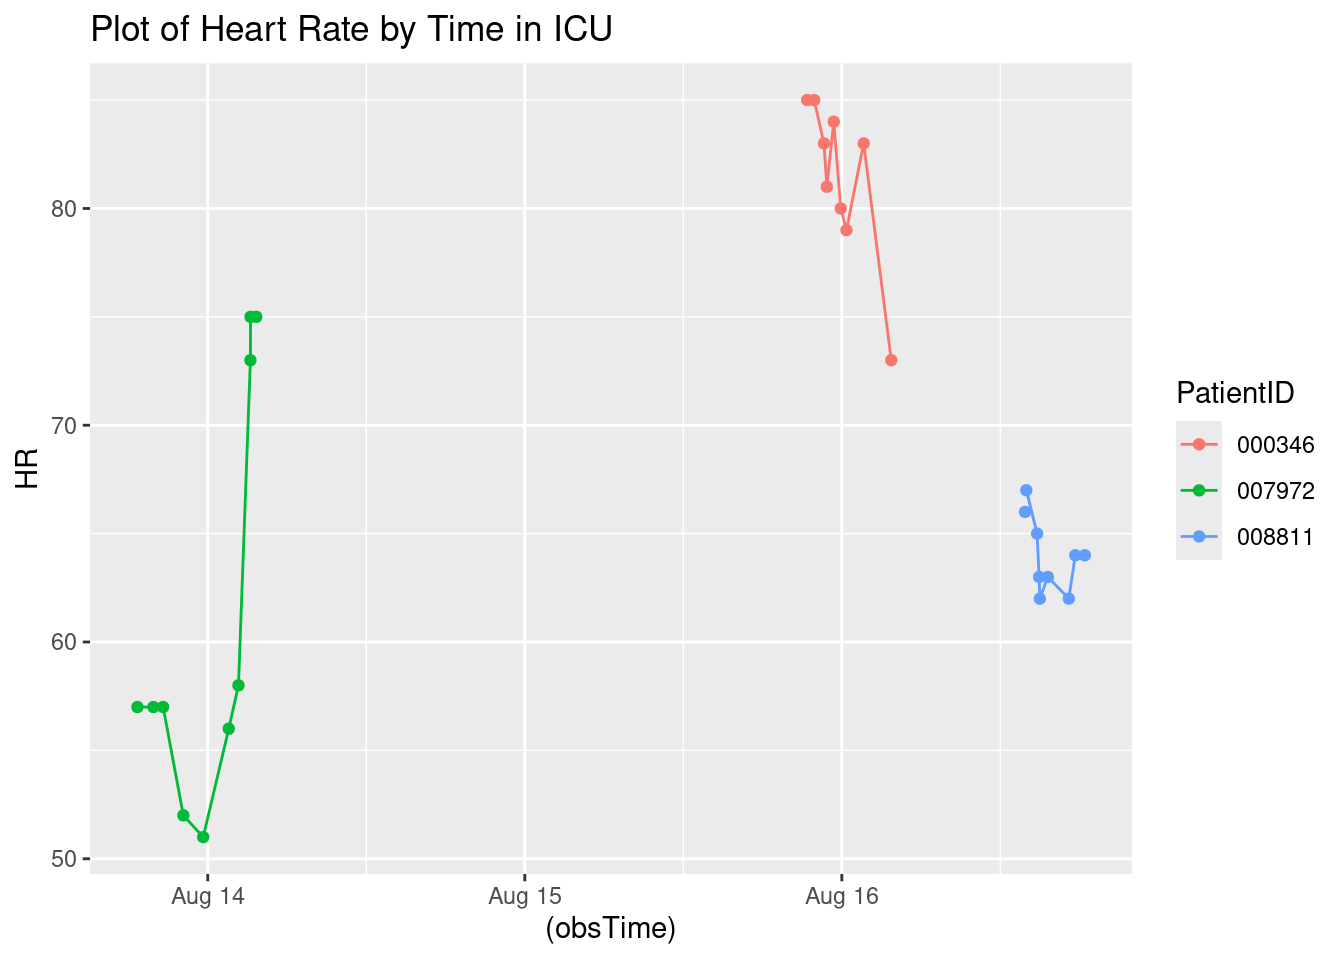 Plot of Heart Rate by Time in ICU
HR
80
70
60
50
Aug 14
Aug 15
Aug 16
(obsTime)
PatientID
000346
007972
008811